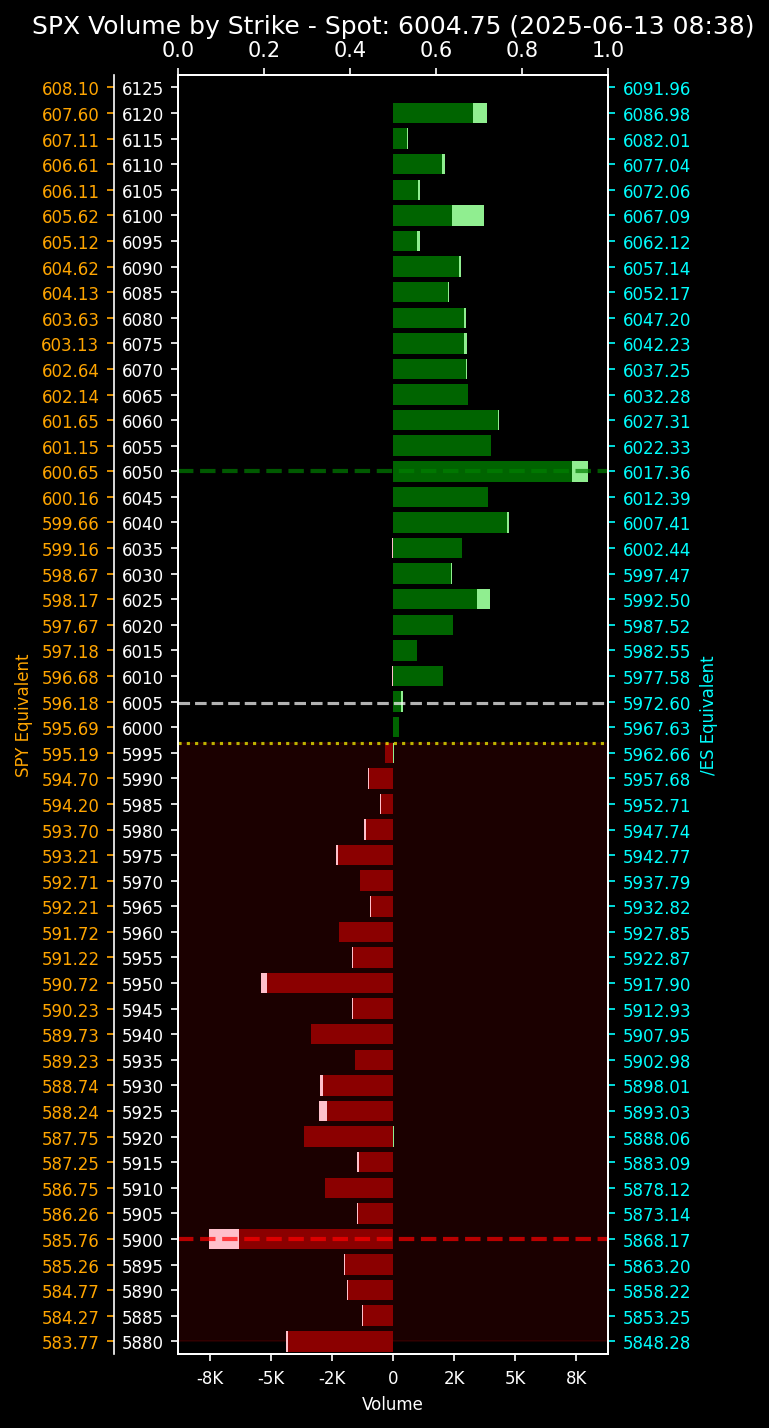 SPX Volume by Strike - Spot: 6004.75 (2025-06-13 08:38)
0.0 0.2 0.4 0.6 0.8 1.0
608.10 6125 6091.96
607.60 6120 6086.98
607.11 6115 6082.01
606.61 6110 6077.04
606.11 6105 6072.06
605.62 6100 6067.09
605.12 6095 6062.12
604.62 6090 6057.14
604.13 6085 6052.17
603.63 6080 6047.20
603.13 6075 6042.23
602.64 6070 6037.25
602.14 6065 6032.28
601.65 6060 6027.31
601.15 6055 6022.33
600.65 6050 6017.36
600.16 6045 6012.39
599.66 6040 6007.41
599.16 6035 6002.44
598.67 6030 5997.47
598.17 6025 5992.50
597.67 6020 5987.52
597.18 6015 5982.55
596.68 6010 5977.58
596.18 6005 5972.60
595.69 6000 5967.63
595.19 5995 5962.66
594.70 5990 5957.68
594.20 5985 5952.71
593.70 5980 5947.74
593.21 5975 5942.77
592.71 5970 5937.79
592.21 5965 5932.82
591.72 5960 5927.85
591.22 5955 5922.87
590.72 5950 5917.90
590.23 5945 5912.93
589.73 5940 5907.95
589.23 5935 5902.98
588.74 5930 5898.01
588.24 5925 5893.03
587.75 5920 5888.06
587.25 5915 5883.09
586.75 5910 5878.12
586.26 5905 5873.14
585.76 5900 5868.17
585.26 5895 5863.20
584.77 5890 5858.22
584.27 5885 5853.25
583.77 5880 5848.28
SPY Equivalent
/ES Equivalent
-8K -5K -2K 0 2K 5K 8K
Volume